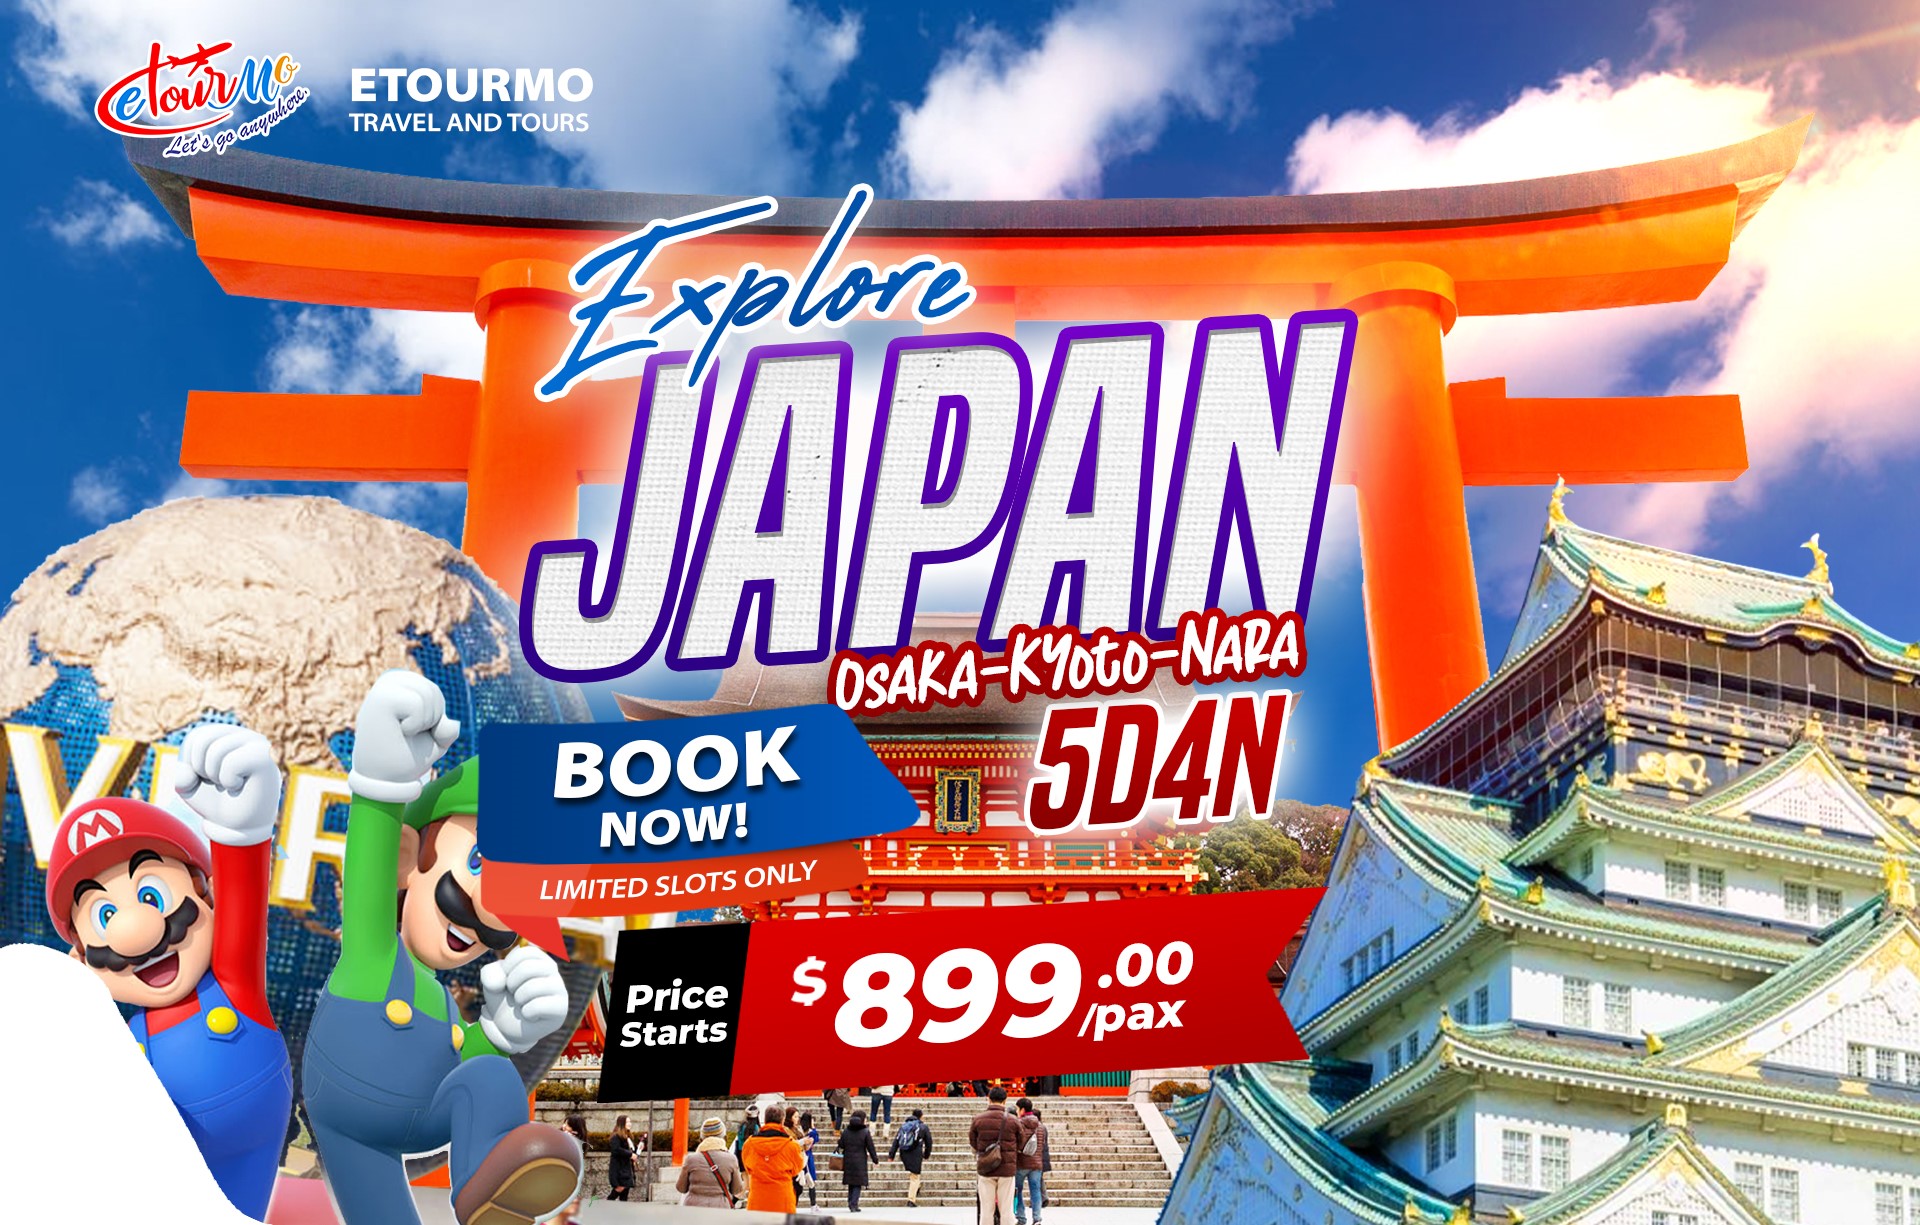 etourMo
Let's go anywhere.
ETOURMO
TRAVEL AND TOURS
Explore
JAPAN
OSAKA-KYOTO-NARA
5D4N
BOOK
NOW!
LIMITED SLOTS ONLY
Price
Starts
$899.00
/pax
M